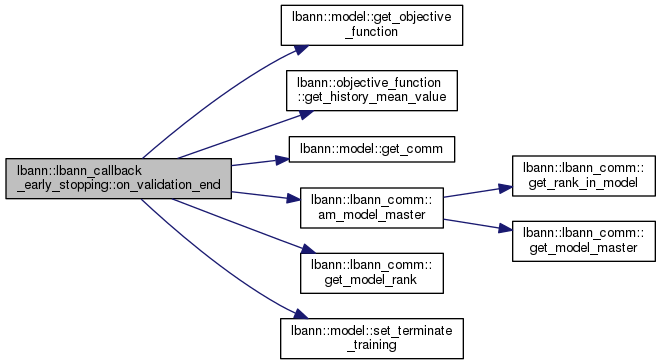 lbann::model::get_objective
_function
lbann::objective_function
::get_history_mean_value
lbann::model::get_comm
lbann::lbann_callback
_early_stopping::on_validation_end
lbann::lbann_comm::
am_model_master
lbann::lbann_comm::
get_rank_in_model
lbann::lbann_comm::
get_model_master
lbann::lbann_comm::
get_model_rank
lbann::model::set_terminate
_training